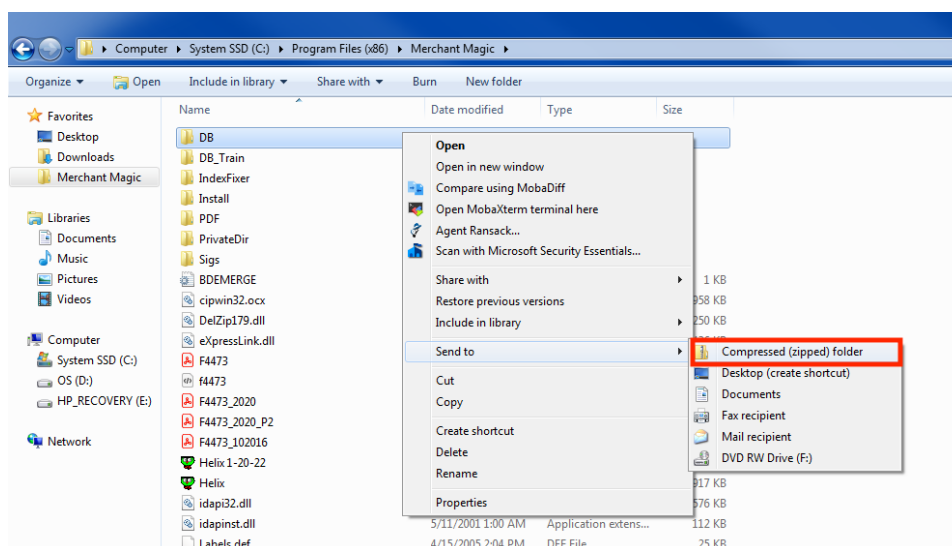 Computer ▸ System SSD (C:) ▸ Program Files (x86) ▸ Merchant Magic ▸
Organize Open Include in library Share with Burn New folder
Favorites
Desktop
Downloads
Merchant Magic
Libraries
Documents
Music
Pictures
Videos
Computer
System SSD (C:)
OS (D:)
HP_RECOVERY (E:)
Network
Name Date modified Type Size
DB
DB_Train
IndexFixer
Install
PDF
PrivateDir
Sigs
BDEMERGE 1 KB
cipwin32.ocx 958 KB
DelZip179.dll 250 KB
eXpressLink.dll
F4473
f4473
F4473_2020
F4473_2020_P2
F4473_102016
Helix 1-20-22
Helix 917 KB
idapi32.dll 576 KB
idapinst.dll 5/11/2001 1:00 AM Application extens... 112 KB
Labels.def 4/15/2005 2:04 PM DEF File 25 KB
Open
Open in new window
Compare using MobaDiff
Open MobaXterm terminal here
Agent Ransack...
Scan with Microsoft Security Essentials...
Share with
Restore previous versions
Include in library
Send to
Cut
Copy
Create shortcut
Delete
Rename
Properties
Compressed (zipped) folder
Desktop (create shortcut)
Documents
Fax recipient
Mail recipient
DVD RW Drive (F:)